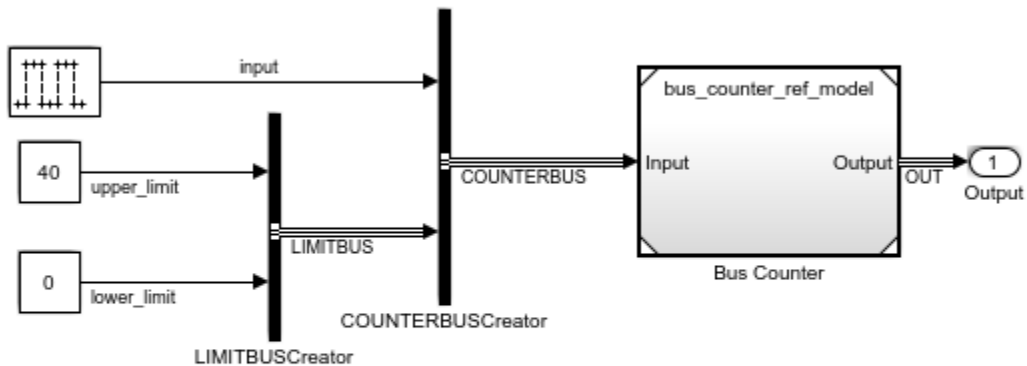 input
bus_counter_ref_model
40
upper_limit
Input
Output
1
COUNTERBUS
OUT
Output
LIMITBUS
0
lower_limit
Bus Counter
COUNTERBUSCreator
LIMITBUSCreator